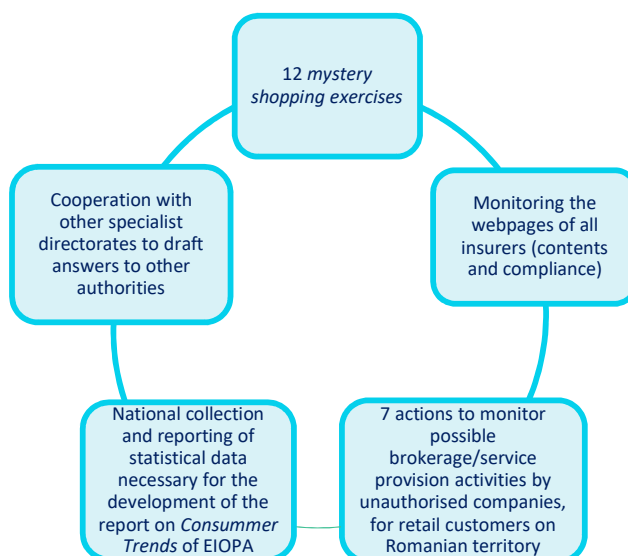 12 mystery
shopping exercises
Cooperation with
other specialist
directorates to draft
answers to other
authorities
Monitoring the
webpages of all
insurers (contents
and compliance)
National collection
and reporting of
statistical data
necessary for the
development of the
report on Consummer
Trends of EIOPA
7 actions to monitor
possible
brokerage/service
provision activities by
unauthorised companies,
for retail customers on
Romanian territory